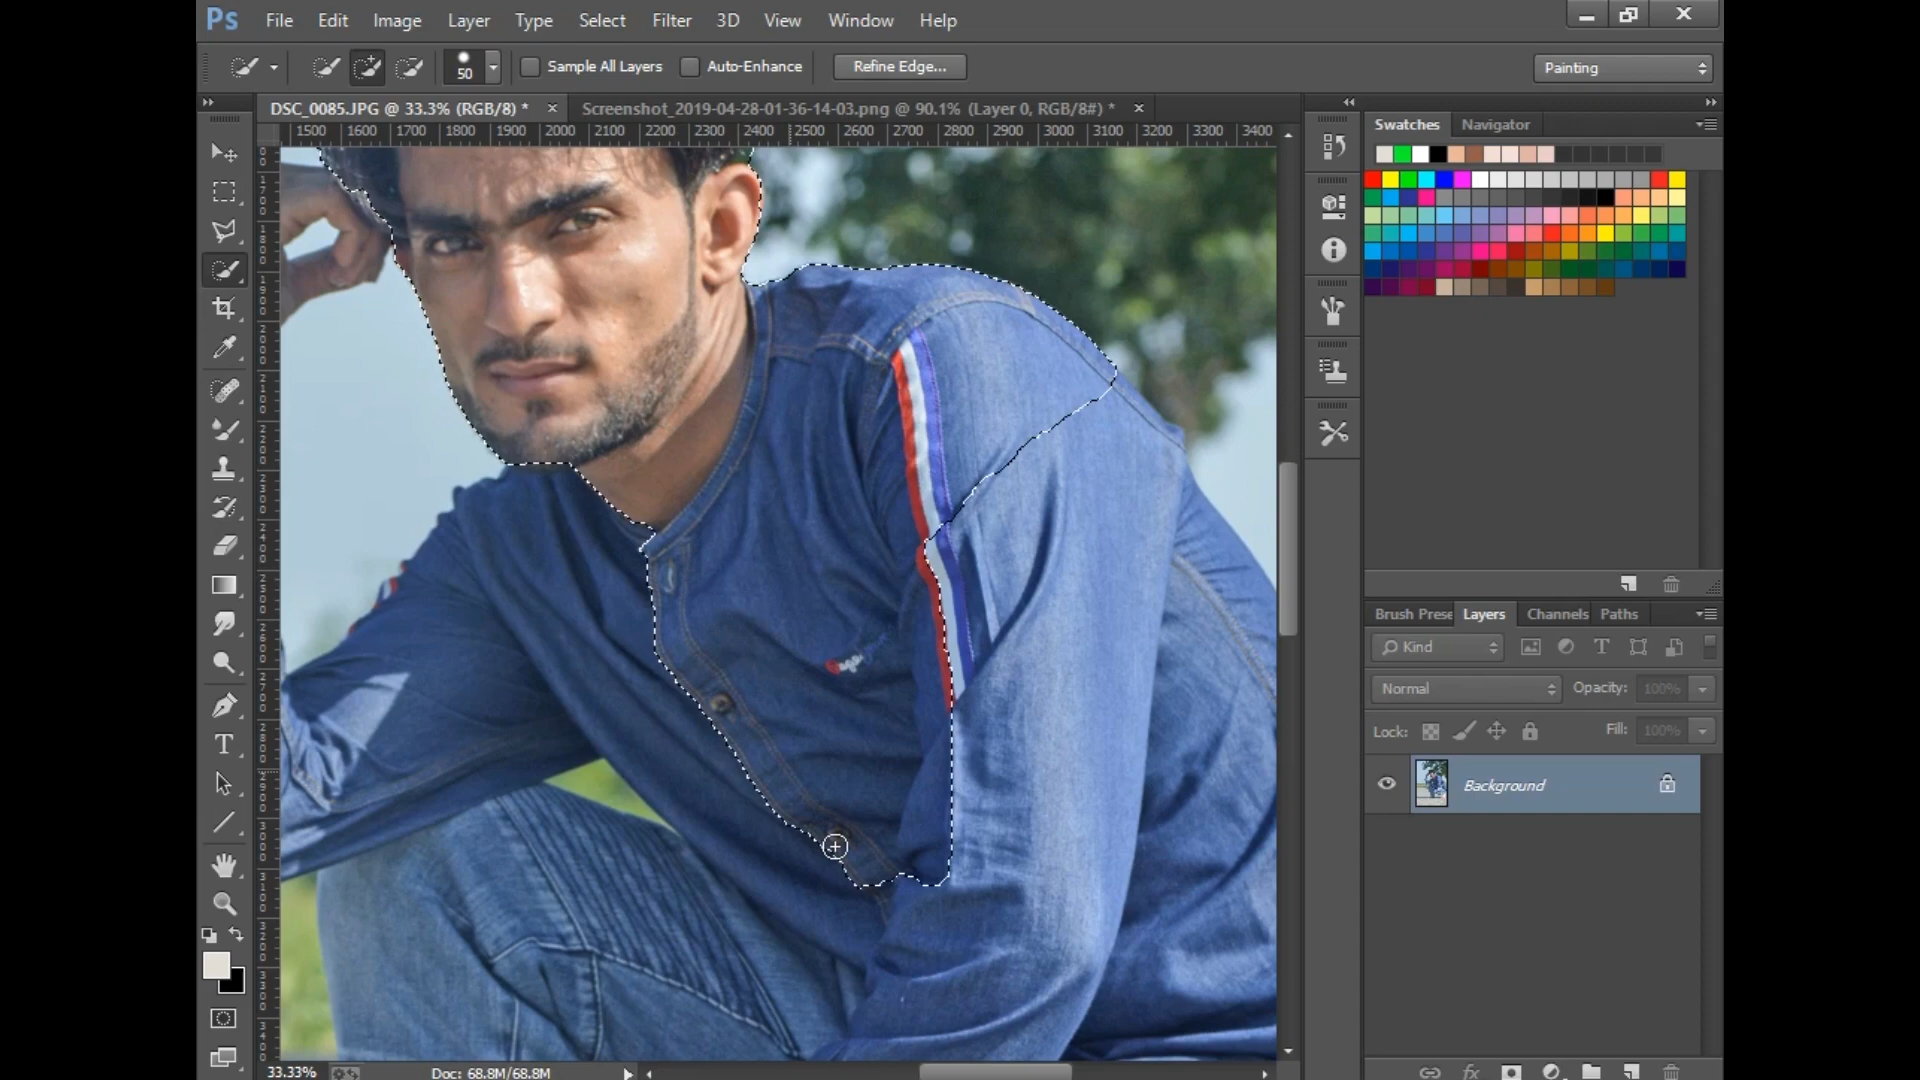 Ps File Edit Image Layer Type Select Filter 3D View Window Help
50 Sample All Layers Auto-Enhance Refine Edge... Painting
DSC_0085.JPG @ 33.3% (RGB/8) * Screenshot_2019-04-28-01-36-14-03.png @ 90.1% (Layer 0, RGB/8#) *
1500 1600 1700 1800 1900 2000 2100 2200 2300 2400 2500 2600 2700 2800 2900 3000 3100 3200 3300 3400
Swatches Navigator
Brush Prese Layers Channels Paths
Kind
Normal Opacity: 100%
Lock: Fill: 100%
Background
33.33% Doc: 68.8M/68.8M